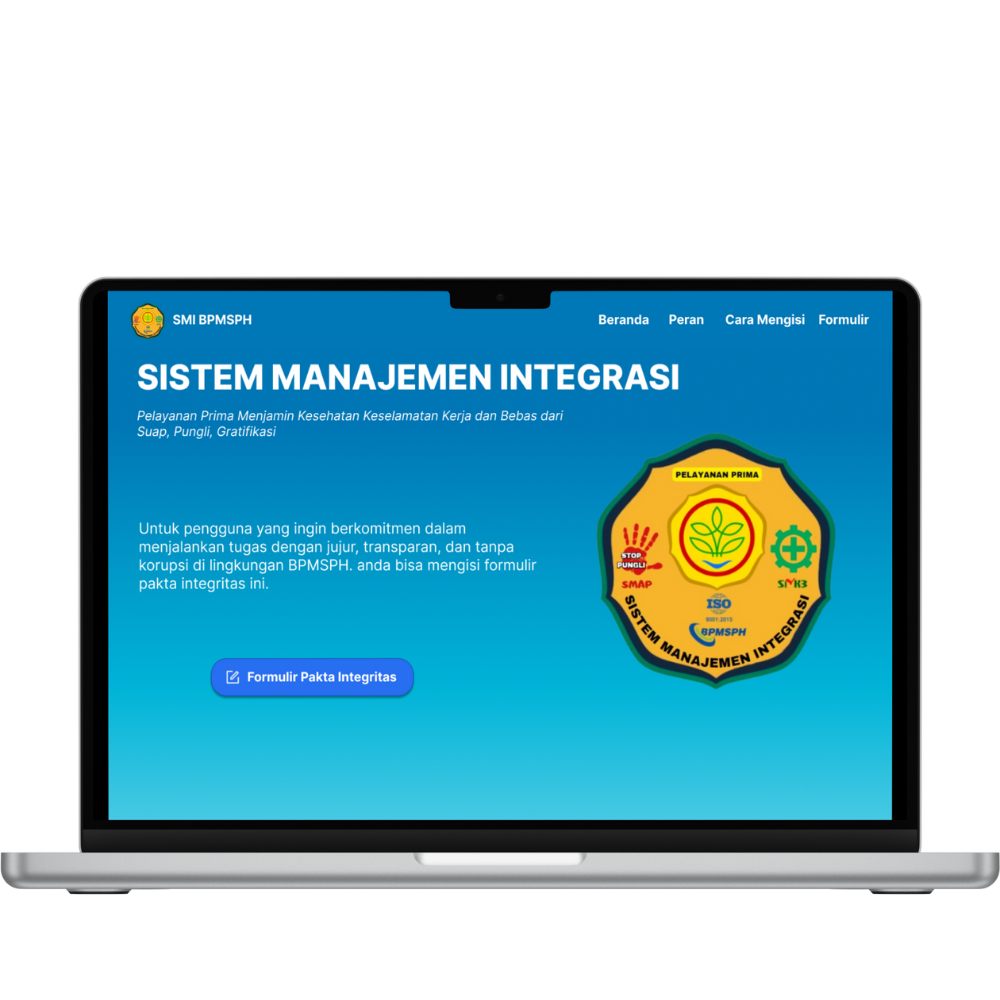 SMI BPMSPH
Beranda Peran Cara Mengisi Formulir
SISTEM MANAJEMEN INTEGRASI
Pelayanan Prima Menjamin Kesehatan Keselamatan Kerja dan Bebas dari
Suap, Pungli, Gratifikasi
Untuk pengguna yang ingin berkomitmen dalam
menjalankan tugas dengan jujur, transparan, dan tanpa
korupsi di lingkungan BPMSPH. anda bisa mengisi formulir
pakta integritas ini.
Formulir Pakta Integritas
PELAYANAN PRIMA
STOP
PUNGLI
SMAP
SMK3
ISO
9001:2015
BPMSPH
SISTEM MANAJEMEN INTEGRASI